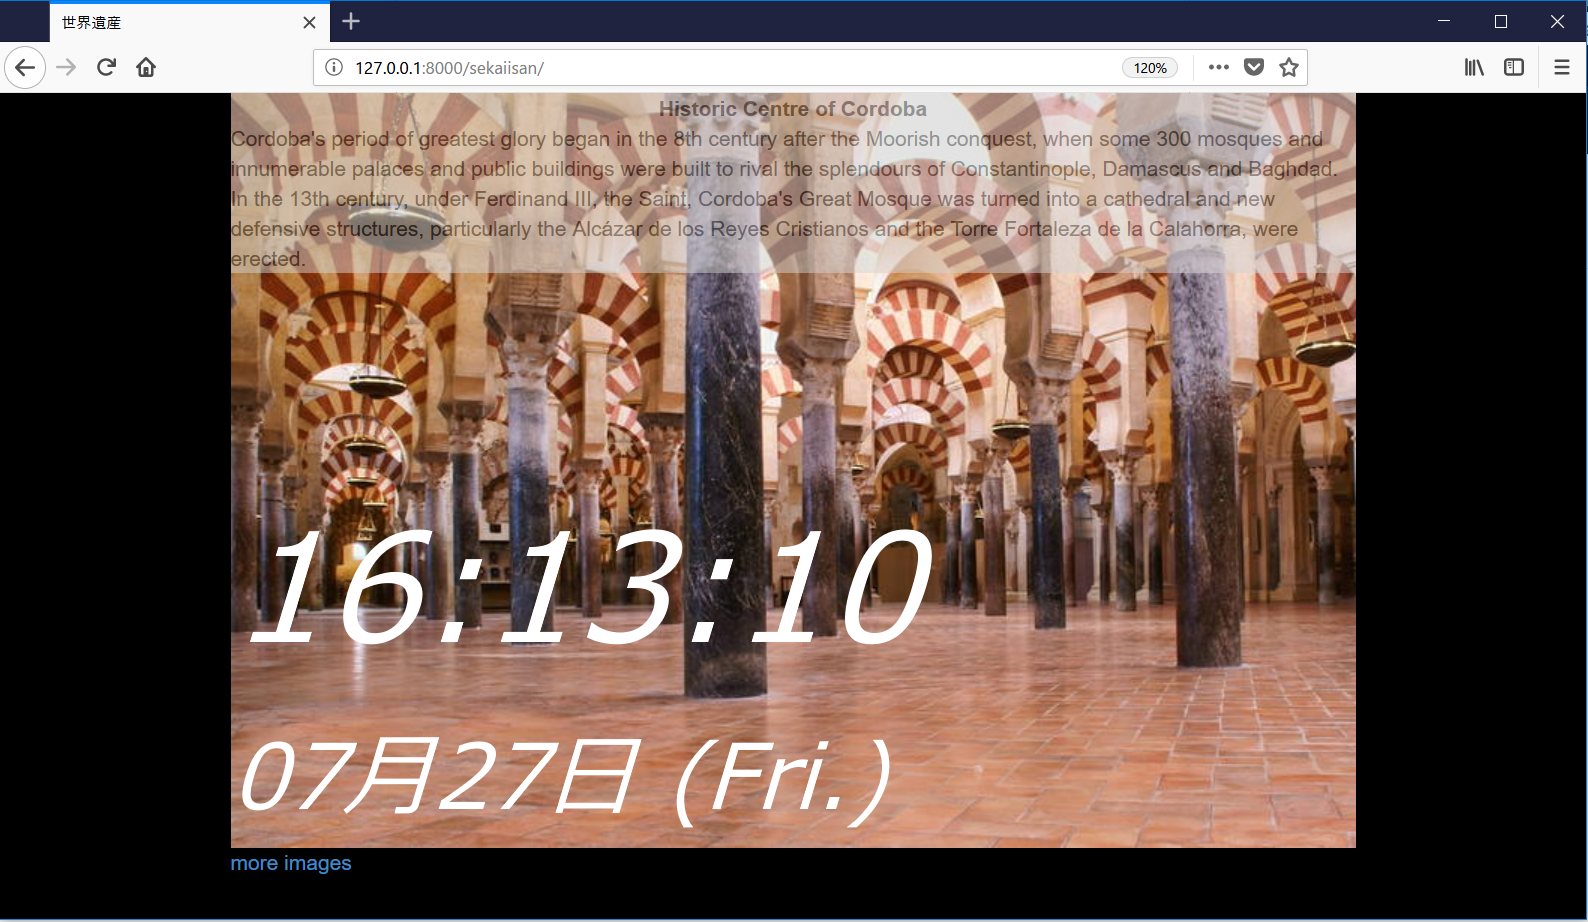 世界遺産
127.0.0.1:8000/sekaiisan/
120%
Historic Centre of Cordoba
Cordoba's period of greatest glory began in the 8th century after the Moorish conquest, when some 300 mosques and
innumerable palaces and public buildings were built to rival the splendours of Constantinople, Damascus and Baghdad.
In the 13th century, under Ferdinand III, the Saint, Cordoba's Great Mosque was turned into a cathedral and new
defensive structures, particularly the Alcázar de los Reyes Cristianos and the Torre Fortaleza de la Calahorra, were
erected.
16:13:10
07月27日 (Fri.)
more images